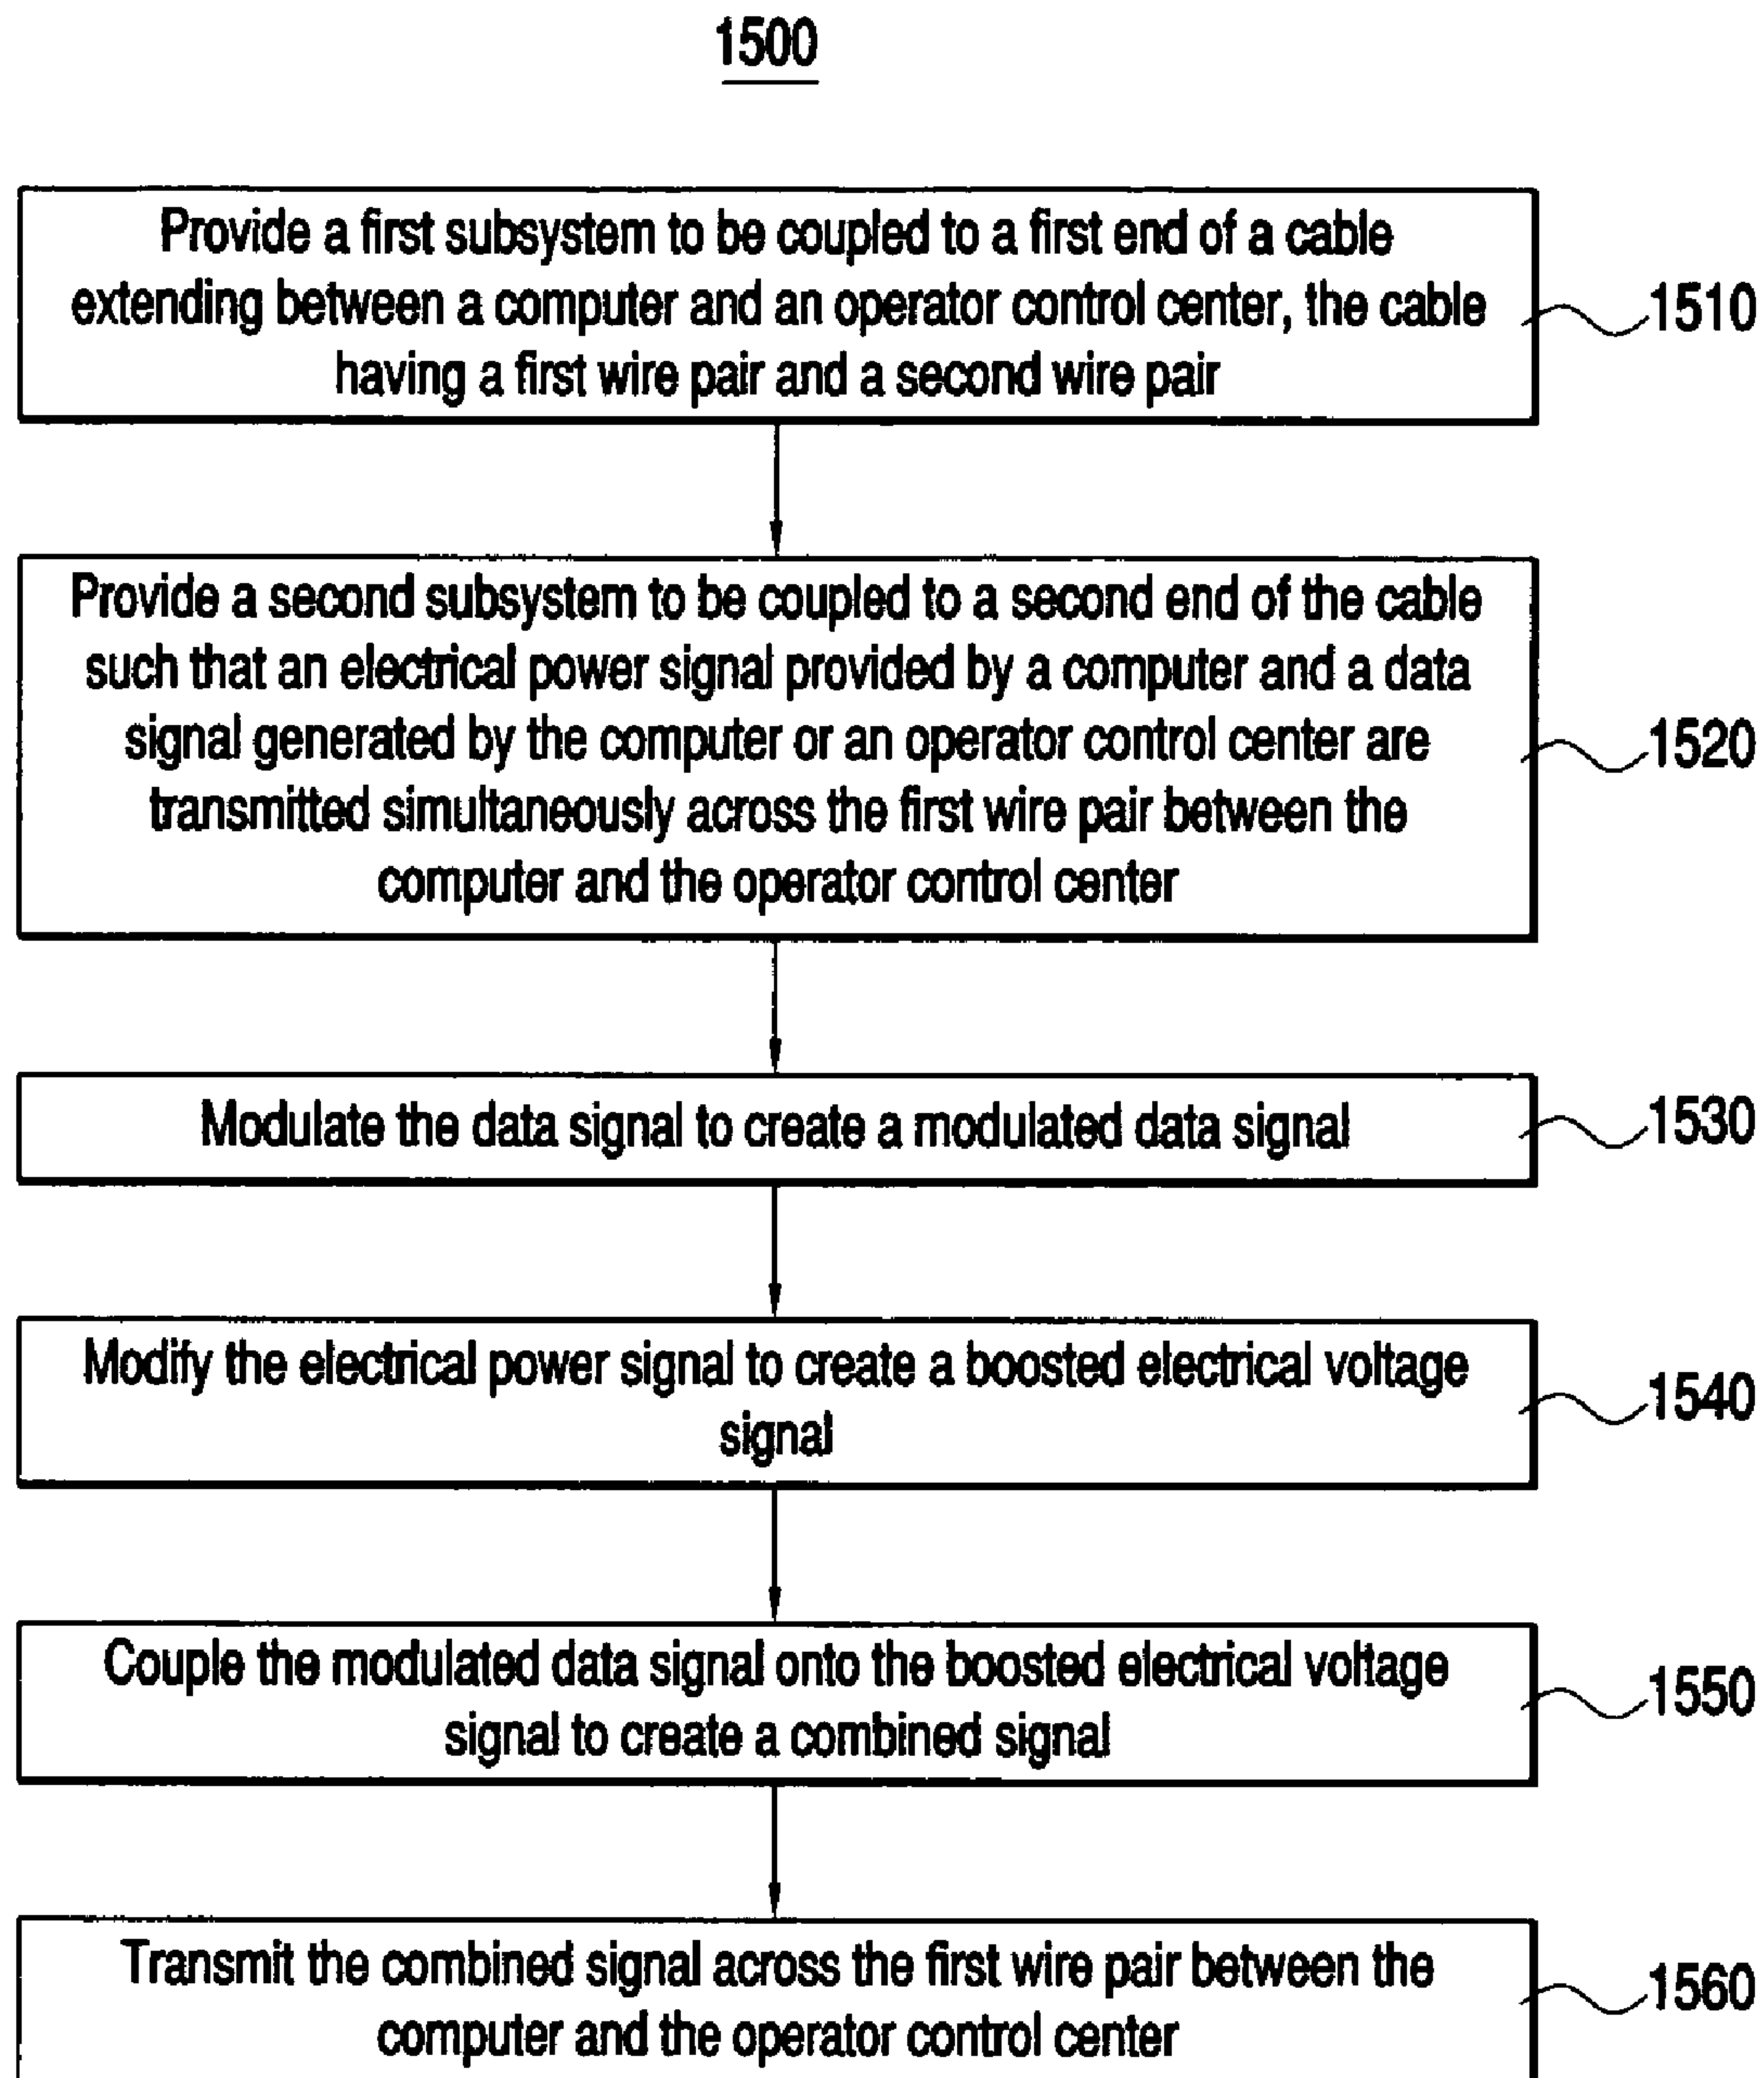 1500
Provide a first subsystem to be coupled to a first end of a cable
extending between a computer and an operator control center, the cable
having a first wire pair and a second wire pair
1510
Provide a second subsystem to be coupled to a second end of the cable
such that an electrical power signal provided by a computer and a data
signal generated by the computer or an operator control center are
transmitted simultaneously across the first wire pair between the
computer and the operator control center
1520
Modulate the data signal to create a modulated data signal
1530
Modify the electrical power signal to create a boosted electrical voltage
signal
1540
Couple the modulated data signal onto the boosted electrical voltage
signal to create a combined signal
1550
Transmit the combined signal across the first wire pair between the
computer and the operator control center
1560